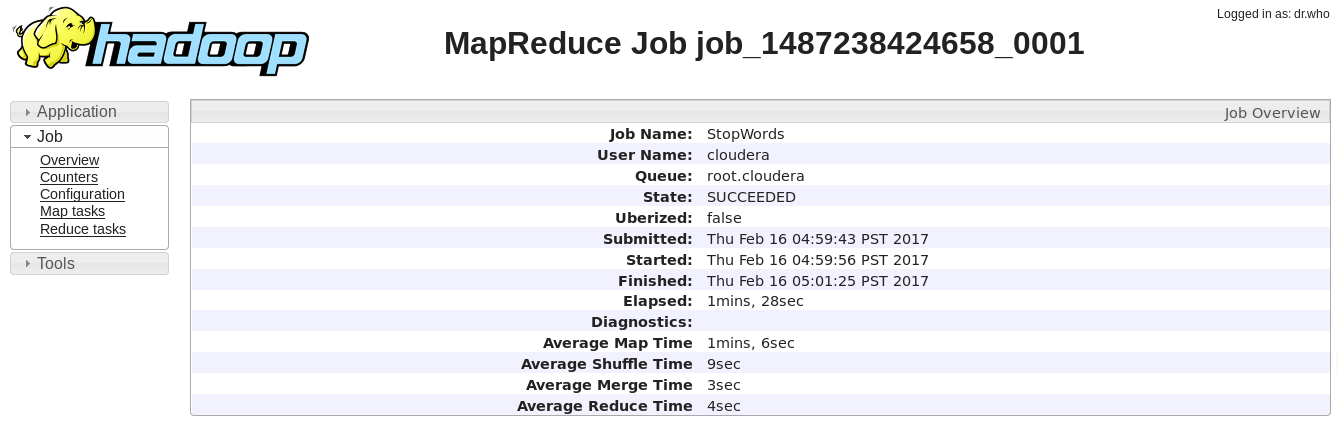 Logged in as: dr.who
hadoop
MapReduce Job job_1487238424658_0001
Application
Job
Overview
Counters
Configuration
Map tasks
Reduce tasks
Tools
Job Overview
Job Name: StopWords
User Name: cloudera
Queue: root.cloudera
State: SUCCEEDED
Uberized: false
Submitted: Thu Feb 16 04:59:43 PST 2017
Started: Thu Feb 16 04:59:56 PST 2017
Finished: Thu Feb 16 05:01:25 PST 2017
Elapsed: 1mins, 28sec
Diagnostics:
Average Map Time 1mins, 6sec
Average Shuffle Time 9sec
Average Merge Time 3sec
Average Reduce Time 4sec